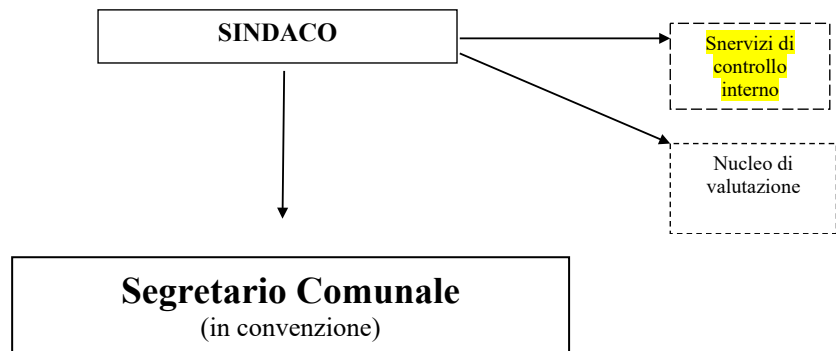 SINDACO
Snervizi di
controllo
interno
Nucleo di
valutazione
Segretario Comunale
(in convenzione)